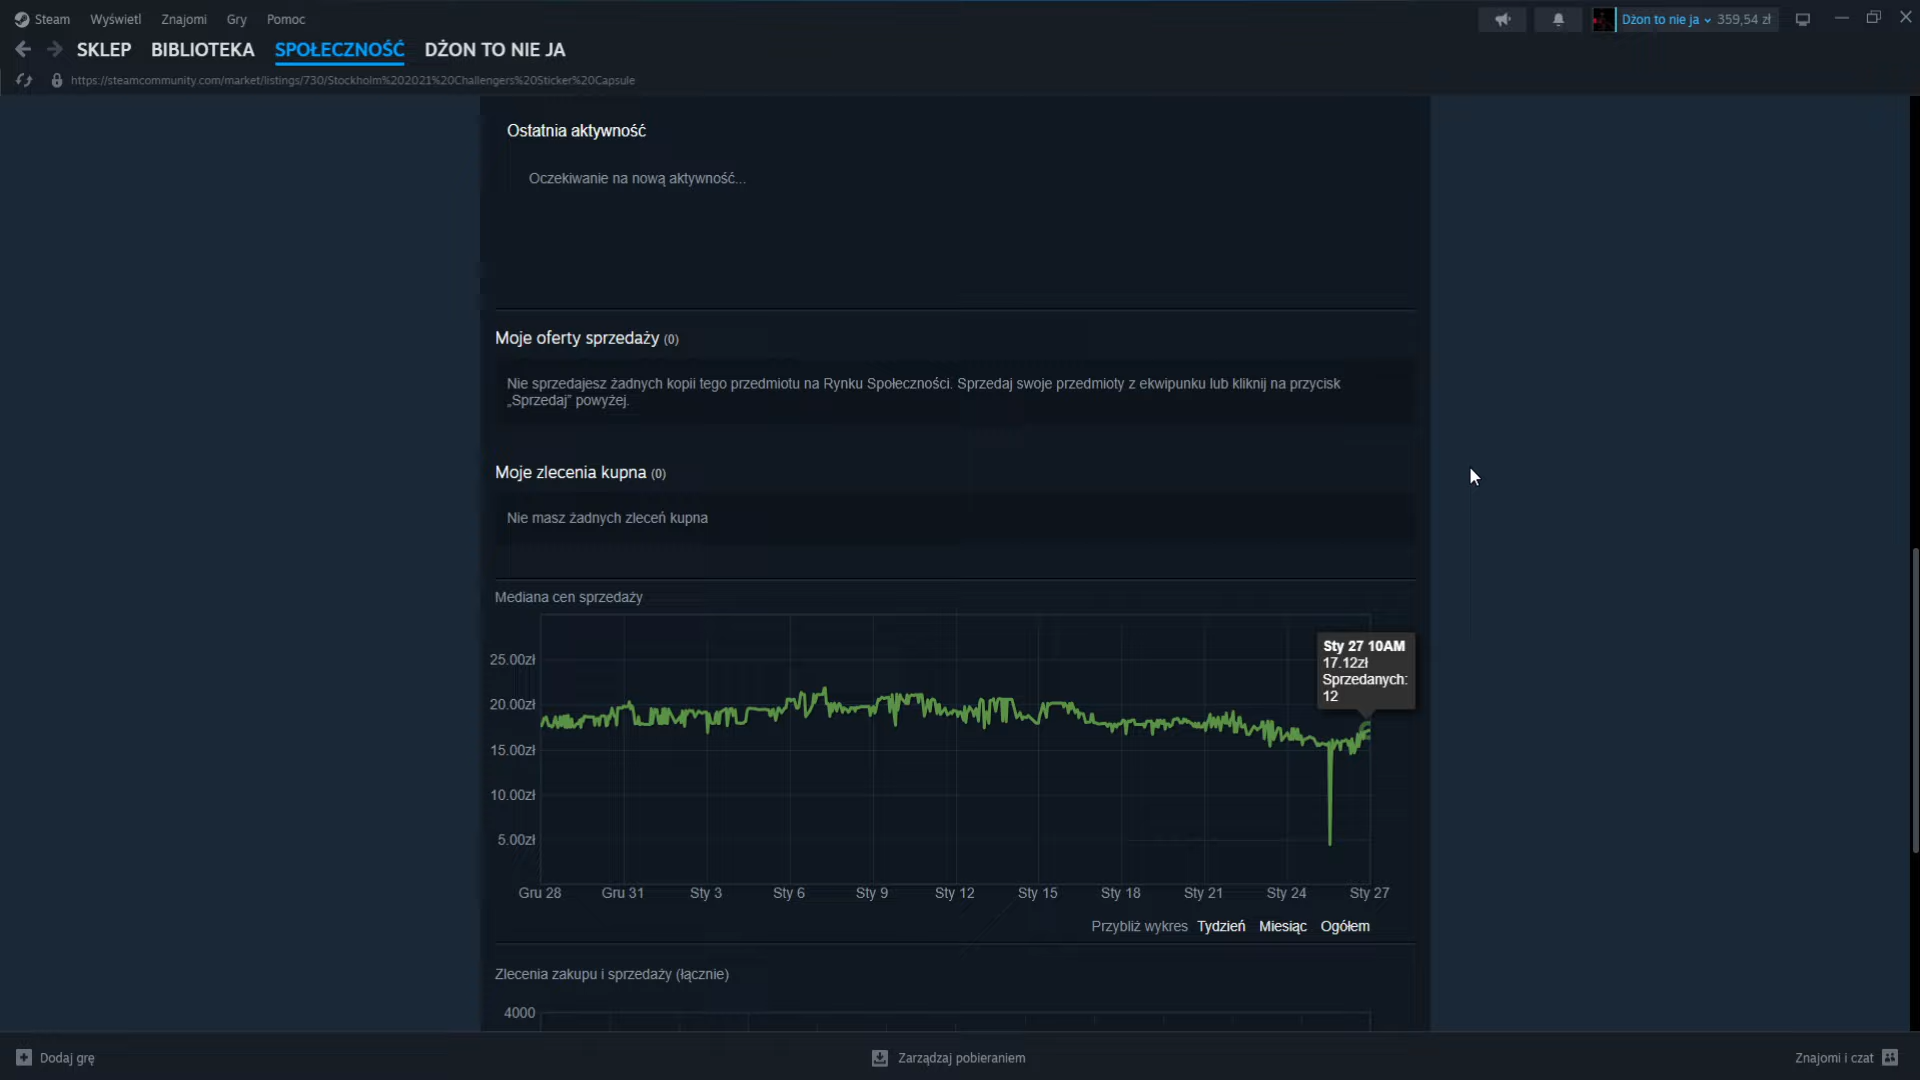 Steam Wyświetl Znajomi Gry Pomoc
Dżon to nie ja 359,54 zł
SKLEP BIBLIOTEKA SPOŁECZNOŚĆ DŻON TO NIE JA
https://steamcommunity.com/market/listings/730/Stockholm%202021%20Challengers%20Sticker%20Capsule
Ostatnia aktywność
Oczekiwanie na nową aktywność...
Moje oferty sprzedaży (0)
Nie sprzedajesz żadnych kopii tego przedmiotu na Rynku Społeczności. Sprzedaj swoje przedmioty z ekwipunku lub kliknij na przycisk
„Sprzedaj” powyżej.
Moje zlecenia kupna (0)
Nie masz żadnych zleceń kupna
Mediana cen sprzedaży
Sty 27 10AM
17.12zł
Sprzedanych:
12
25.00zł
20.00zł
15.00zł
10.00zł
5.00zł
Gru 28 Gru 31 Sty 3 Sty 6 Sty 9 Sty 12 Sty 15 Sty 18 Sty 21 Sty 24 Sty 27
Przybliż wykres Tydzień Miesiąc Ogółem
Zlecenia zakupu i sprzedaży (łącznie)
4000
Dodaj grę Zarządzaj pobieraniem Znajomi i czat